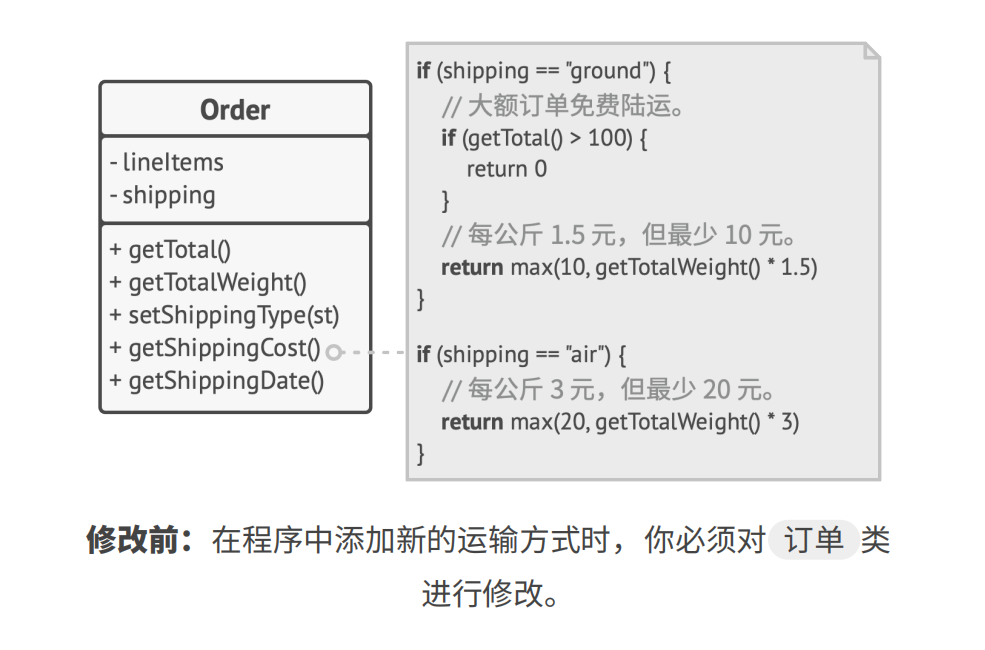 Order
- lineItems
- shipping
+ getTotal()
+ getTotalWeight()
+ setShippingType(st)
+ getShippingCost()
+ getShippingDate()
if (shipping == "ground") {
// 大额订单免费陆运。
if (getTotal() > 100) {
return 0
}
// 每公斤 1.5 元，但最少 10 元。
return max(10, getTotalWeight() * 1.5)
}
if (shipping == "air") {
// 每公斤 3 元，但最少 20 元。
return max(20, getTotalWeight() * 3)
}
修改前：在程序中添加新的运输方式时，你必须对 订单 类
进行修改。